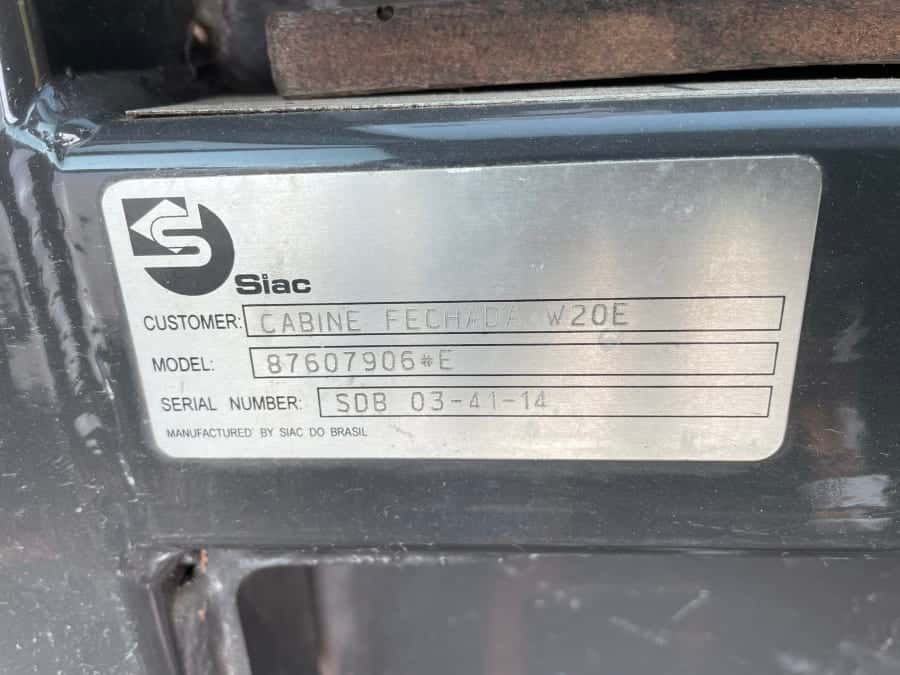 Siac
CUSTOMER: CABINE FECHADA W20E
MODEL: 87607906*E
SERIAL NUMBER: SDB 03-41-14
MANUFACTURED BY SIAC DO BRASIL